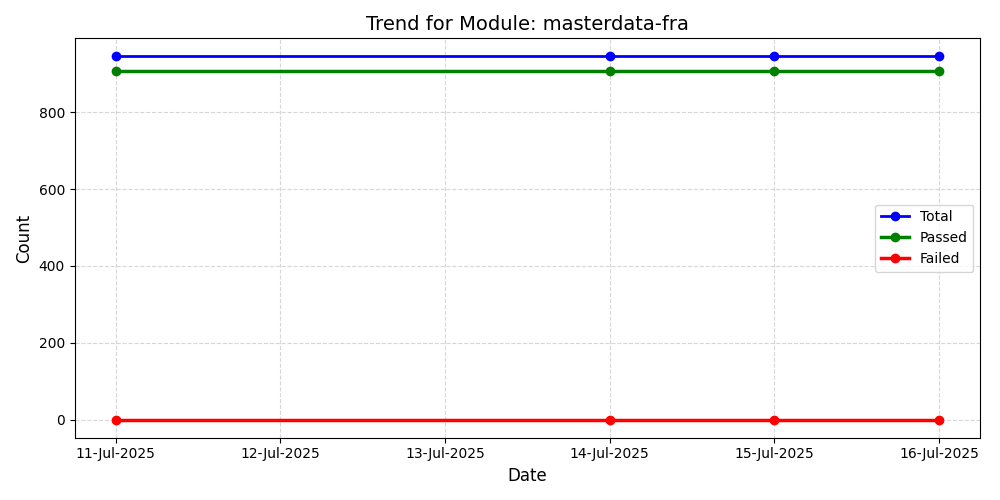 Trend for Module: masterdata-fra
Count
800
600
400
200
0
Total
Passed
Failed
11-Jul-2025
12-Jul-2025
13-Jul-2025
14-Jul-2025
15-Jul-2025
16-Jul-2025
Date